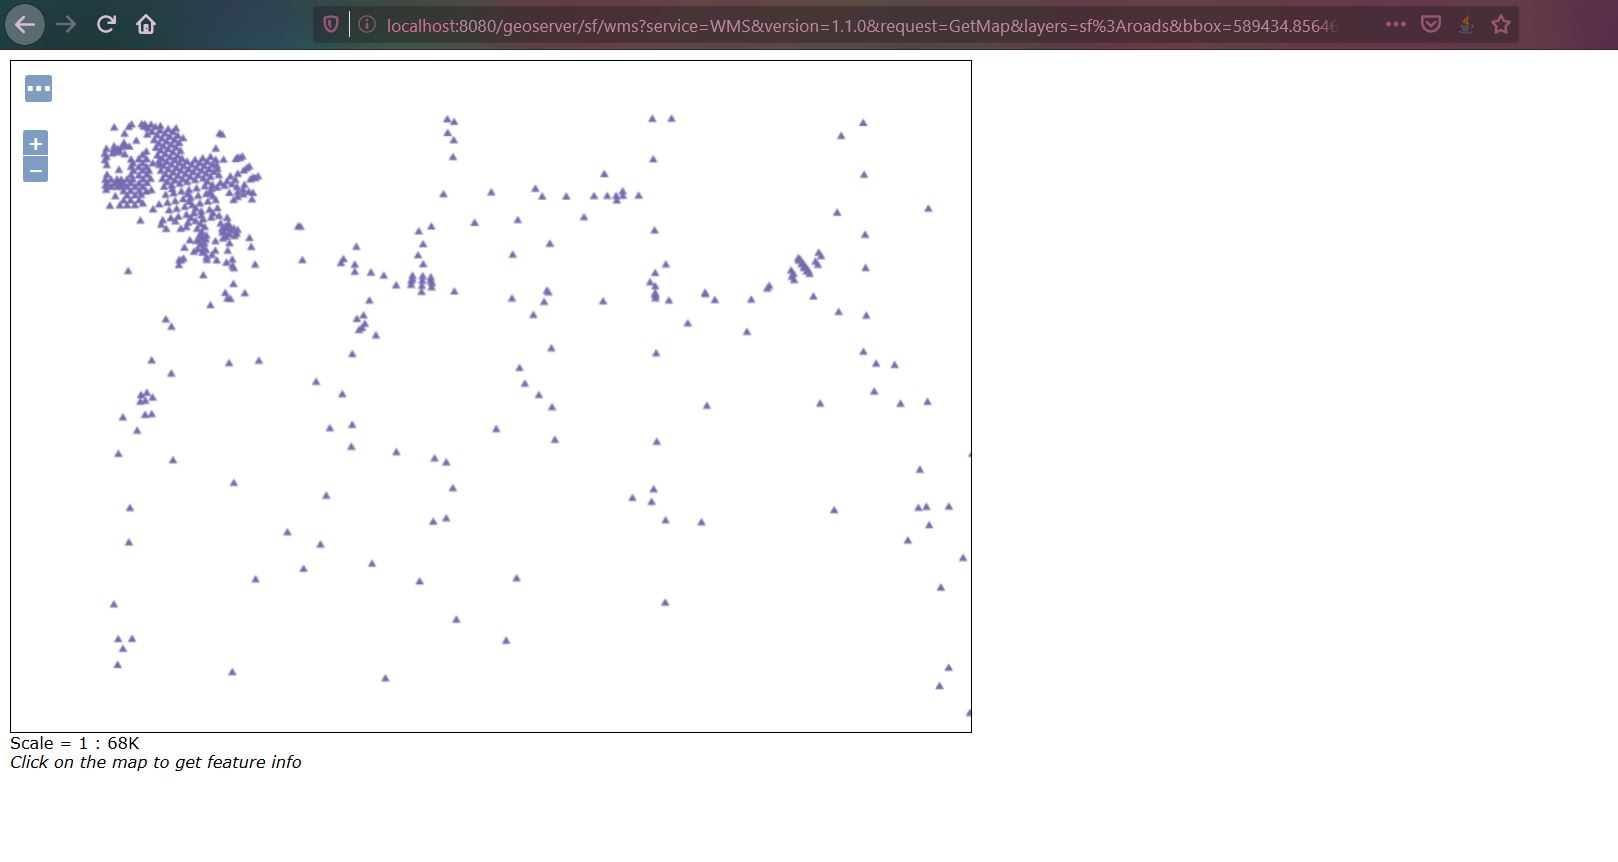 localhost:8080/geoserver/sf/wms?service=WMS&version=1.1.0&request=GetMap&layers=sf%3Aroads&bbox=589434.85646
+
−
Scale = 1 : 68K
Click on the map to get feature info